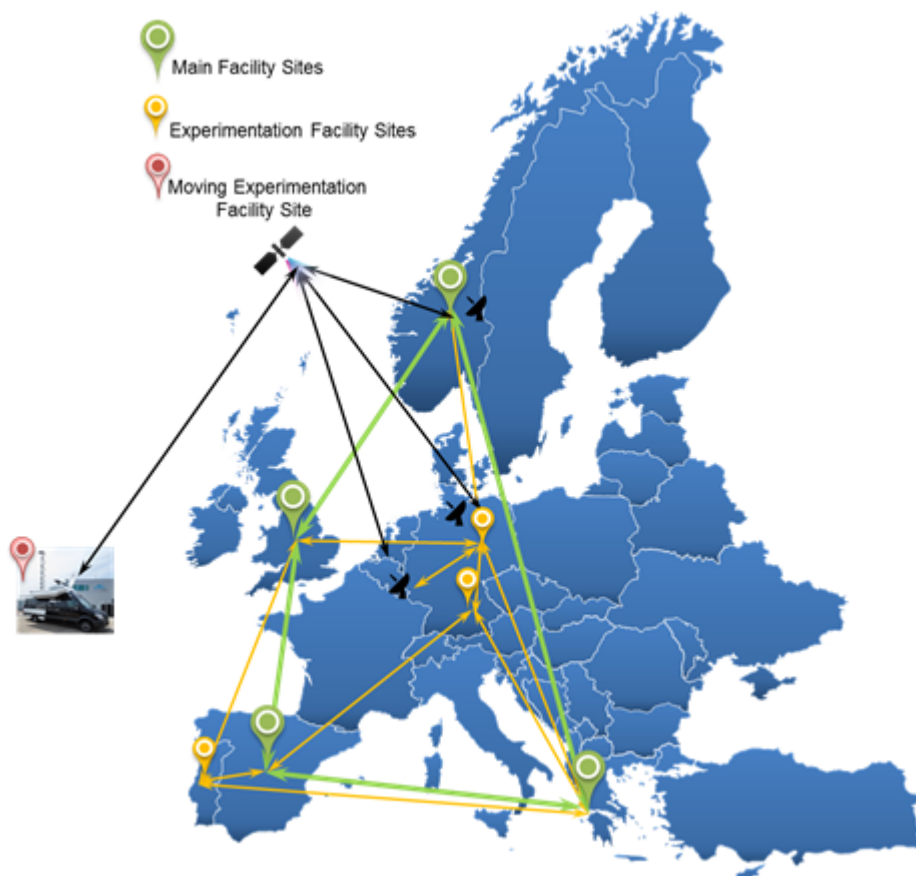 Main Facility Sites
Experimentation Facility Sites
Moving Experimentation
Facility Site